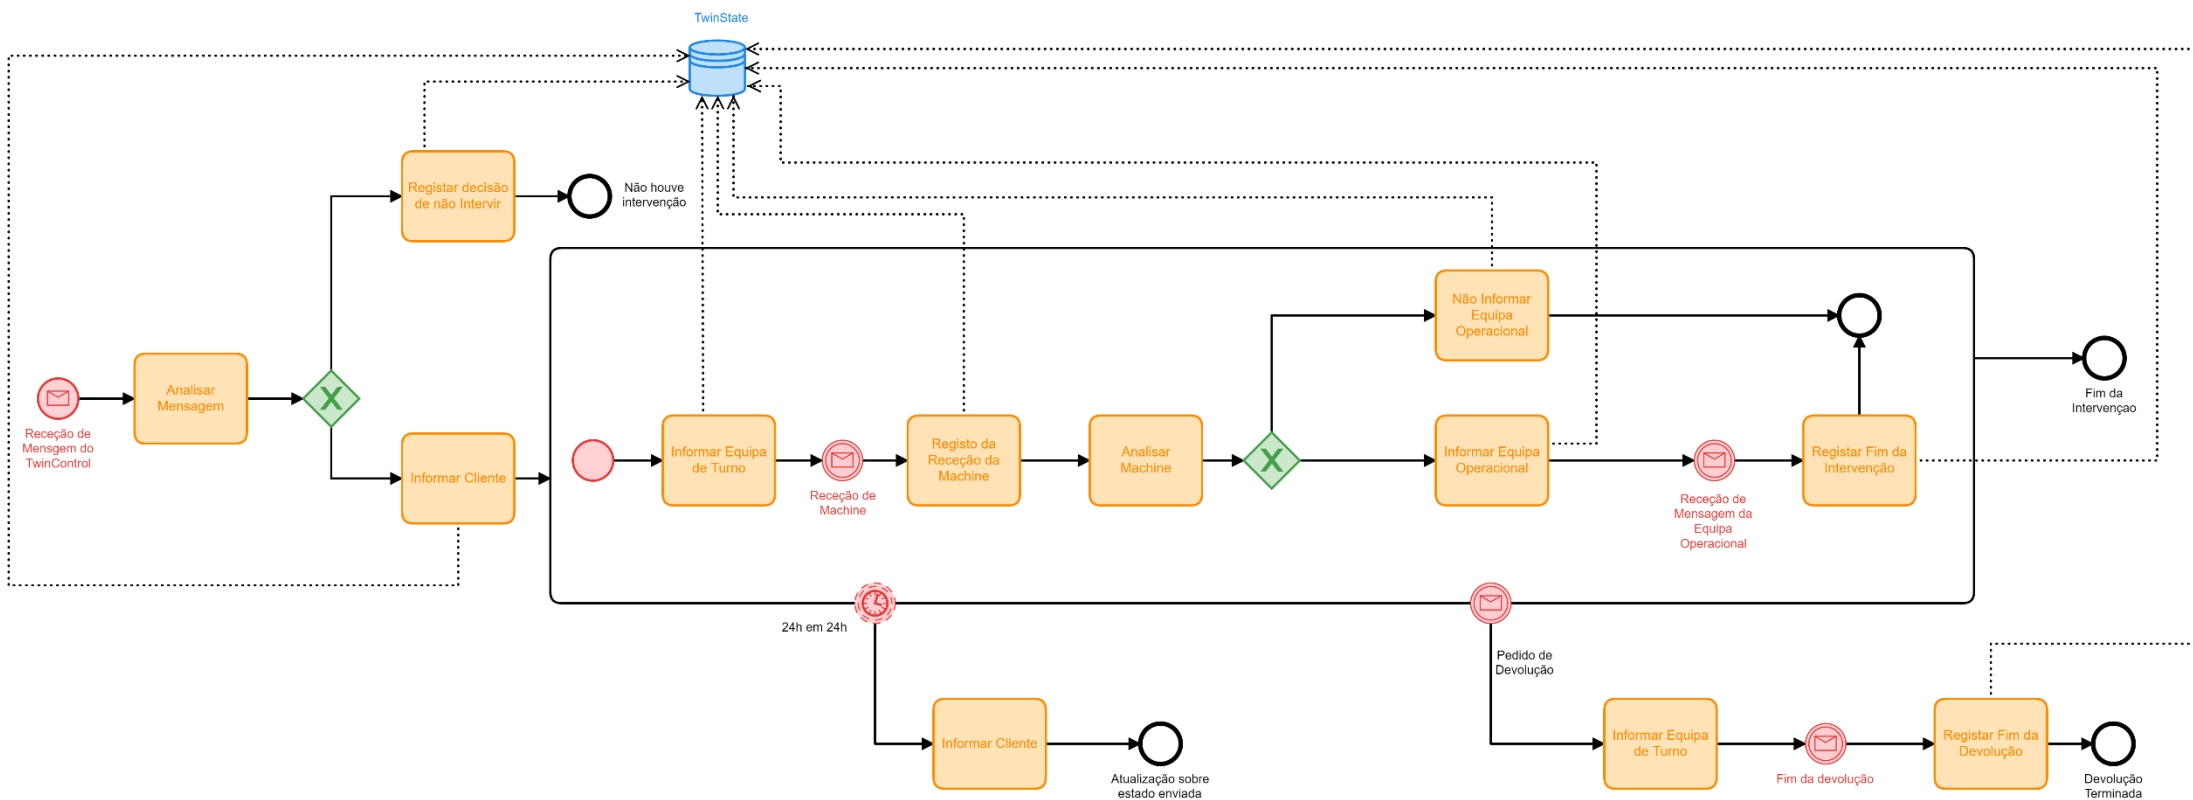 TwinState
Registar decisão
de não Intervir
Não houve
intervenção
Analisar
Mensagem
X
Receção de
Mensgem do
TwinControl
Informar Cliente
Informar Equipa
de Turno
Receção de
Machine
Registo da
Receção da
Machine
Analisar
Machine
X
Não Informar
Equipa
Operacional
Informar Equipa
Operacional
Receção de
Mensagem da
Equipa
Operacional
Registar Fim da
Intervenção
Fim da
Intervençao
24h em 24h
Informar Cliente
Atualização sobre
estado enviada
Pedido de
Devolução
Informar Equipa
de Turno
Fim da devolução
Registar Fim da
Devolução
Devolução
Terminada